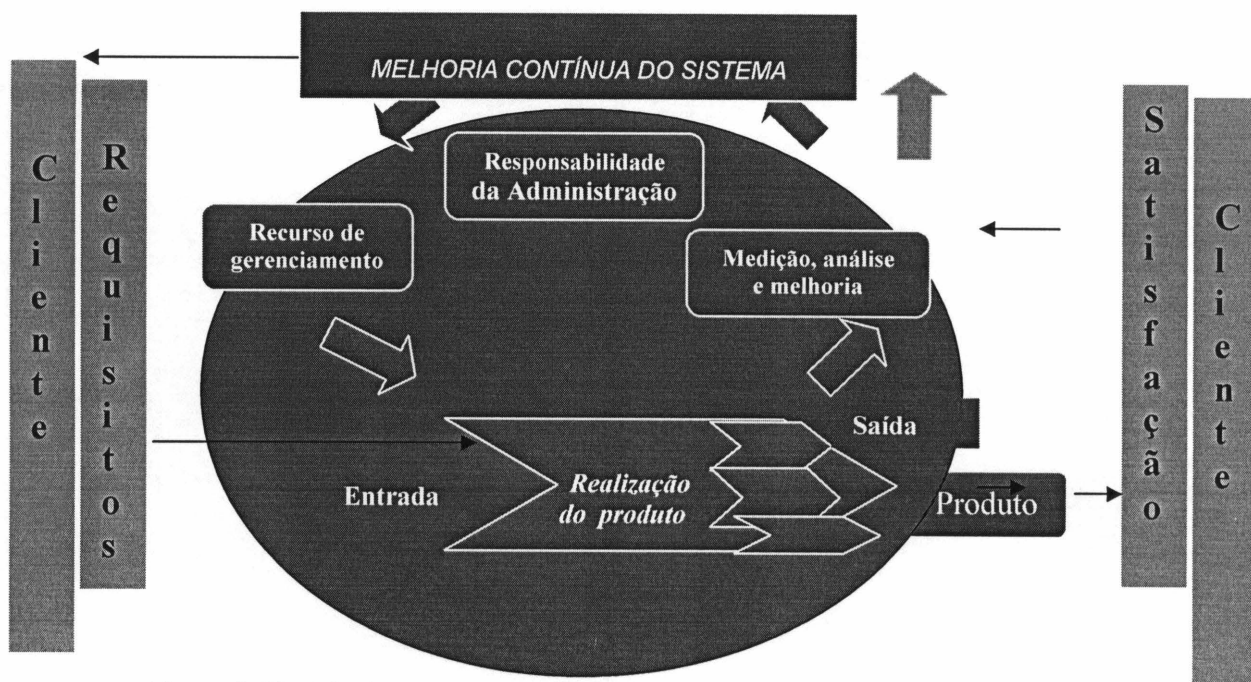 MELHORIA CONTÍNUA DO SISTEMA
Cliente
Requisitos
Responsabilidade
da Administração
Recurso de
gerenciamento
Medição, análise
e melhoria
Entrada
Realização
do produto
Saída
Produto
Satisfação
Cliente